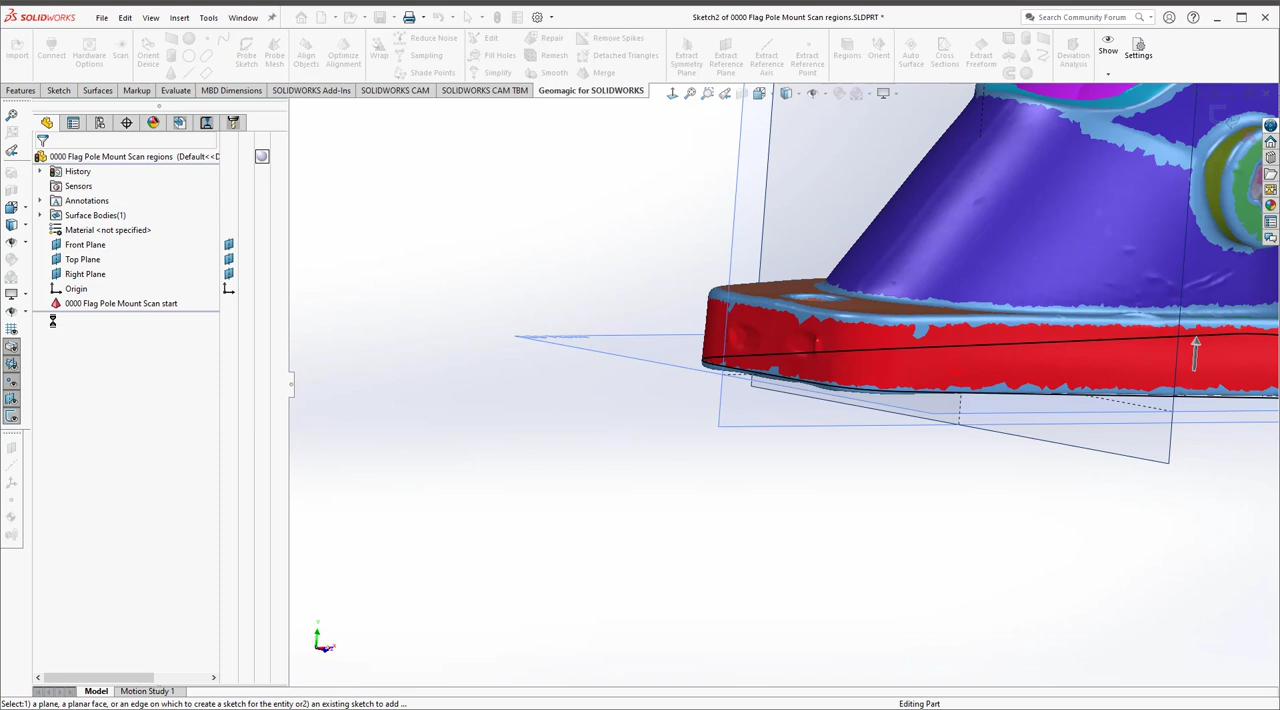 SOLIDWORKS File Edit View Insert Tools Window Sketch2 of 0000 Flag Pole Mount Scan regions.SLDPRT * Search Community Forum
Import Connect Hardware Options Scan Orient Device Probe Sketch Probe Mesh Align Objects Optimize Alignment Wrap
Reduce Noise
Sampling
Shade Points
Edit
Fill Holes
Simplify
Repair
Remesh
Smooth
Remove Spikes
Detached Triangles
Merge
Extract Symmetry Plane Extract Reference Plane Extract Reference Axis Extract Reference Point Regions Orient Auto Surface Cross Sections Extract Freeform Deviation Analysis Show Settings
Features Sketch Surfaces Markup Evaluate MBD Dimensions SOLIDWORKS Add-Ins SOLIDWORKS CAM SOLIDWORKS CAM TBM Geomagic for SOLIDWORKS
0000 Flag Pole Mount Scan regions (Default<<D
History
Sensors
Annotations
Surface Bodies(1)
Material <not specified>
Front Plane
Top Plane
Right Plane
Origin
0000 Flag Pole Mount Scan start
Model Motion Study 1
Select:1) a plane, a planar face, or an edge on which to create a sketch for the entity or2) an existing sketch to add ... Editing Part